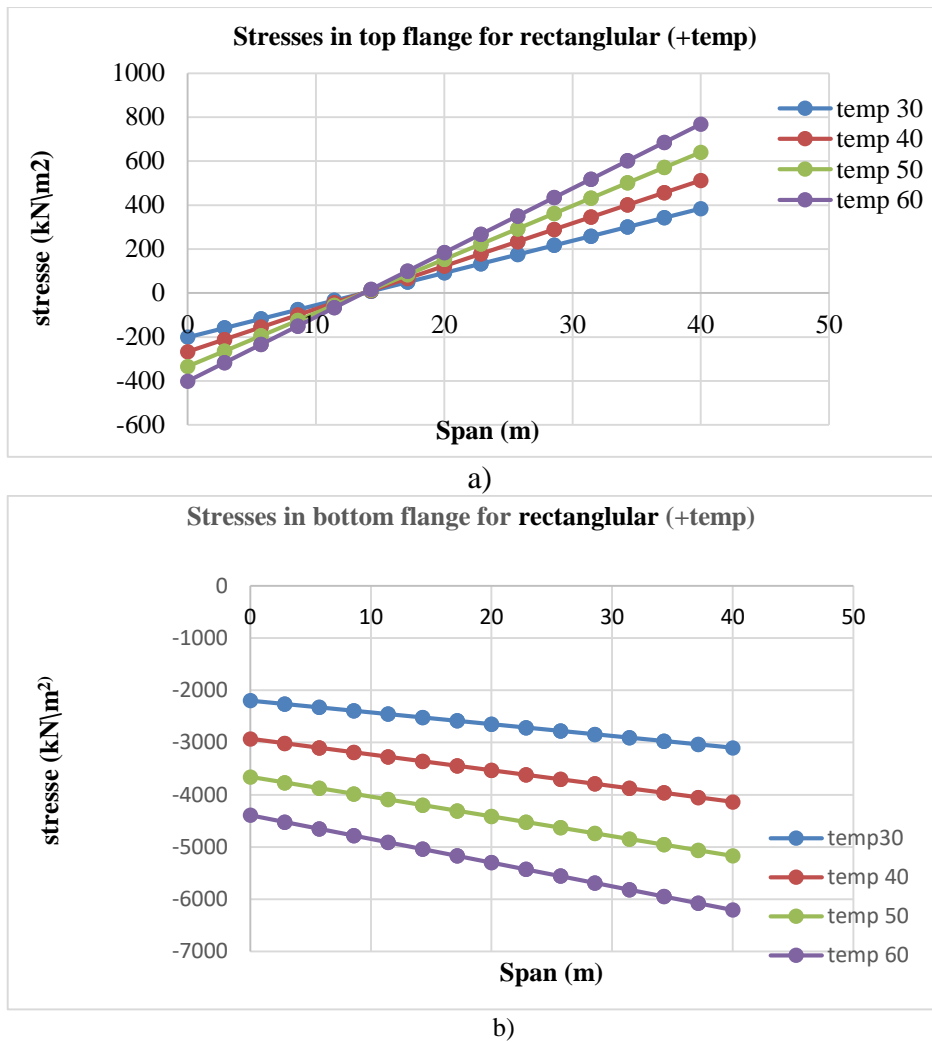 Stresses in top flange for rectanglular (+temp)
1000
800
600
400
200
0
-200
-400
-600
0
10
20
30
40
50
stresse (kN\m2)
Span (m)
temp 30
temp 40
temp 50
temp 60
a)
Stresses in bottom flange for rectanglular (+temp)
0
-1000
-2000
-3000
-4000
-5000
-6000
-7000
0
10
20
30
40
50
stresse (kN\m²)
Span (m)
temp30
temp 40
temp 50
temp 60
b)